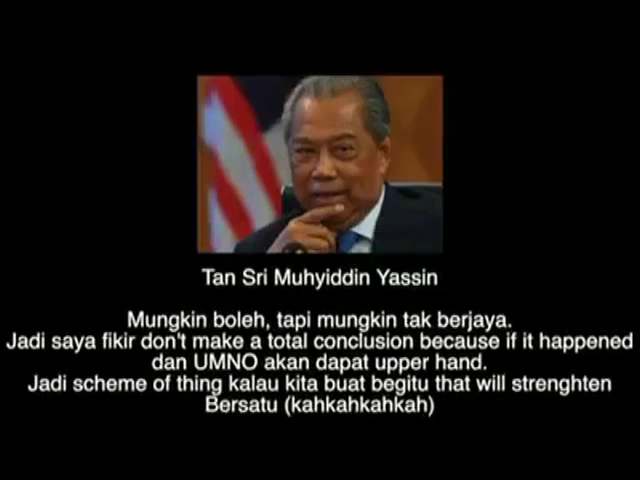 Tan Sri Muhyiddin Yassin
Mungkin boleh, tapi mungkin tak berjaya.
Jadi saya fikir don't make a total conclusion because if it happened
dan UMNO akan dapat upper hand.
Jadi scheme of thing kalau kita buat begitu that will strenghten
Bersatu (kahkahkahkah)